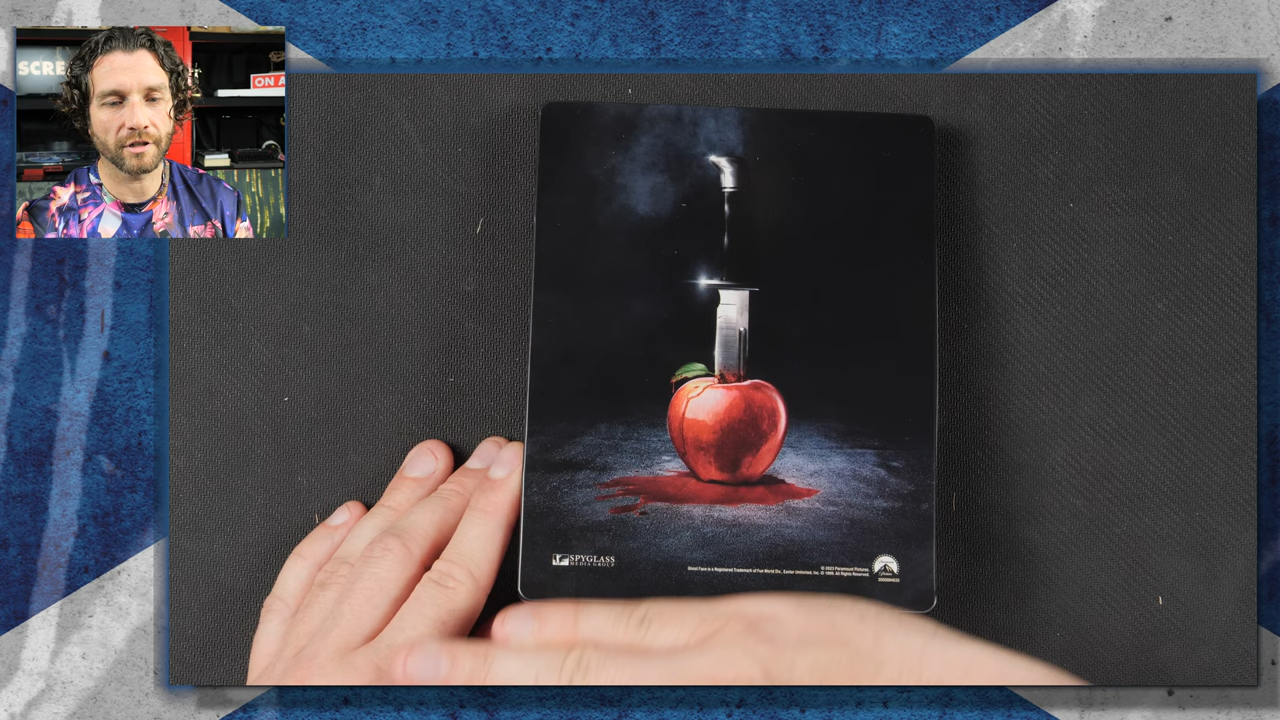 SCRE
ON A
SPYGLASS
MEDIA GROUP
Ghost Face is a Registered Trademark of Fun World Div., Easter Unlimited, Inc. © 1999. All Rights Reserved.
© 2023 Paramount Pictures.